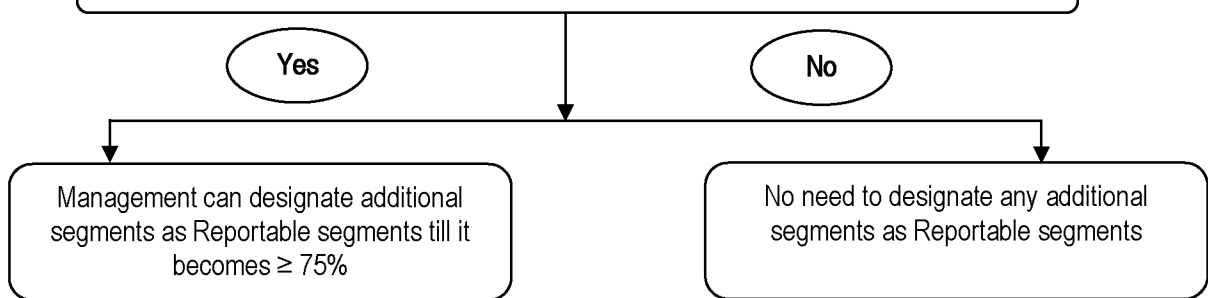 Yes
No
Management can designate additional
segments as Reportable segments till it
becomes ≥ 75%
No need to designate any additional
segments as Reportable segments